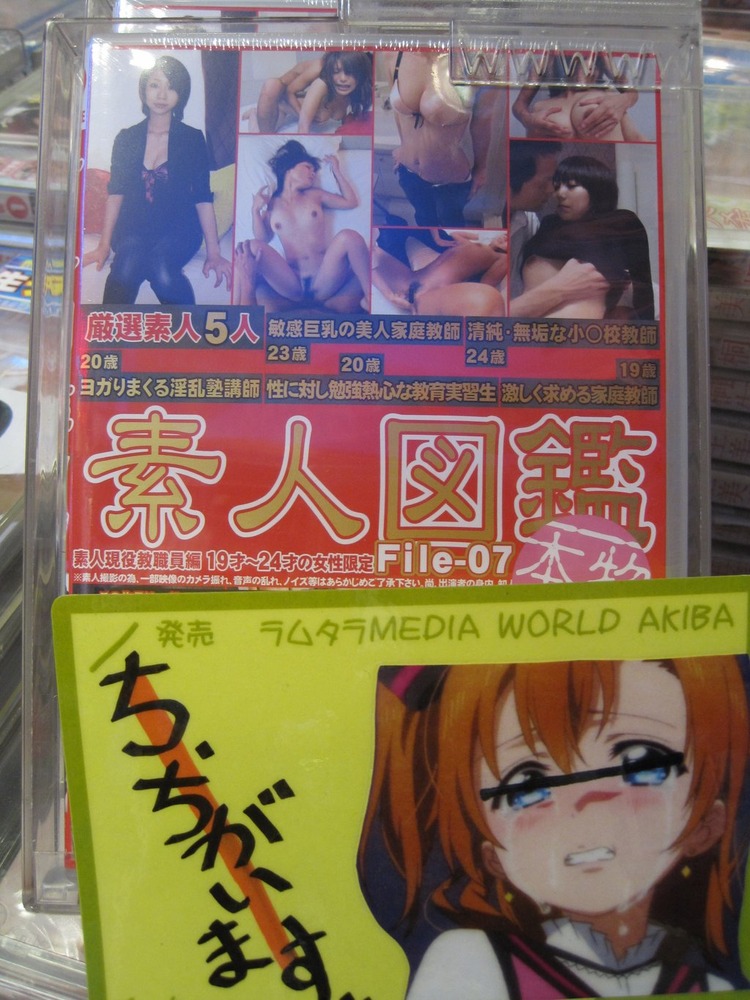 厳選素人5人
敏感巨乳の美人家庭教師
清純・無垢な小〇校教師
20歳
23歳
20歳
24歳
19歳
ヨガりまくる淫乱塾講師
性に対し勉強熱心な教育実習生
激しく求める家庭教師
素人図鑑
素人現役教職員編 19才~24才の女性限定 File-07
本物
※素人撮影の為、一部映像のカメラ振れ、音声の乱れ、ノイズ等はあらかじめご了承下さい。尚、出演者の身内、
/ 発売 ラムタラMEDIA WORLD AKIBA
ち、ちがいます